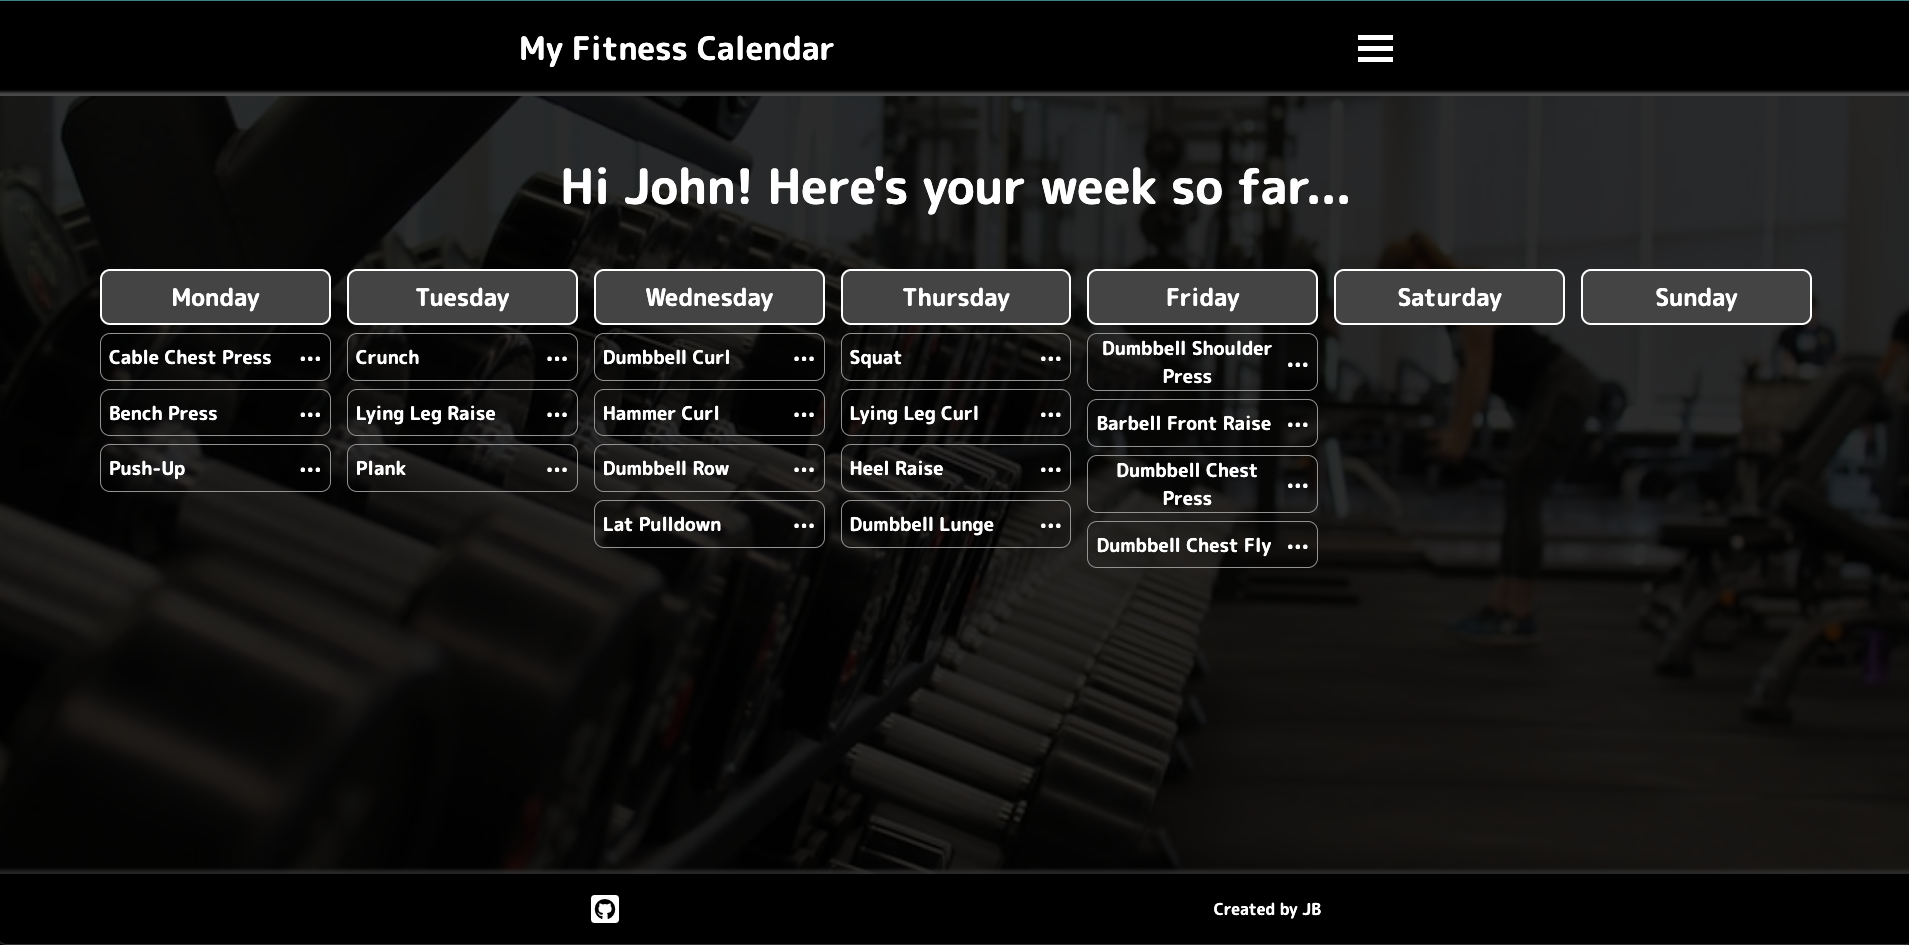 My Fitness Calendar
Hi John! Here's your week so far...
Monday
Cable Chest Press
Bench Press
Push-Up
Tuesday
Crunch
Lying Leg Raise
Plank
Wednesday
Dumbbell Curl
Hammer Curl
Dumbbell Row
Lat Pulldown
Thursday
Squat
Lying Leg Curl
Heel Raise
Dumbbell Lunge
Friday
Dumbbell Shoulder
Press
Barbell Front Raise
Dumbbell Chest
Press
Dumbbell Chest Fly
Saturday
Sunday
Created by JB